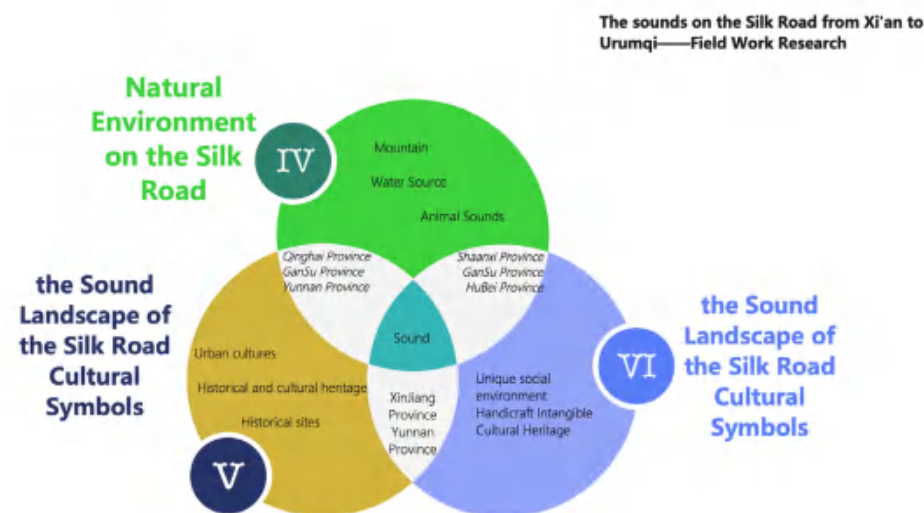 The sounds on the Silk Road from Xi'an to
Urumqi——Field Work Research
Natural
Environment
on the Silk
Road
IV
Mountain
Water Source
Animal Sounds
Qinghai Province
GanSu Province
Yunnan Province
Shaanxi Province
GanSu Province
HuBei Province
the Sound
Landscape of
the Silk Road
Cultural
Symbols
V
Urban cultures
Historical and cultural heritage
Historical sites
Sound
XinJiang
Province
Yunnan
Province
Unique social
environment
Handicraft Intangible
Cultural Heritage
VI
the Sound
Landscape of
the Silk Road
Cultural
Symbols